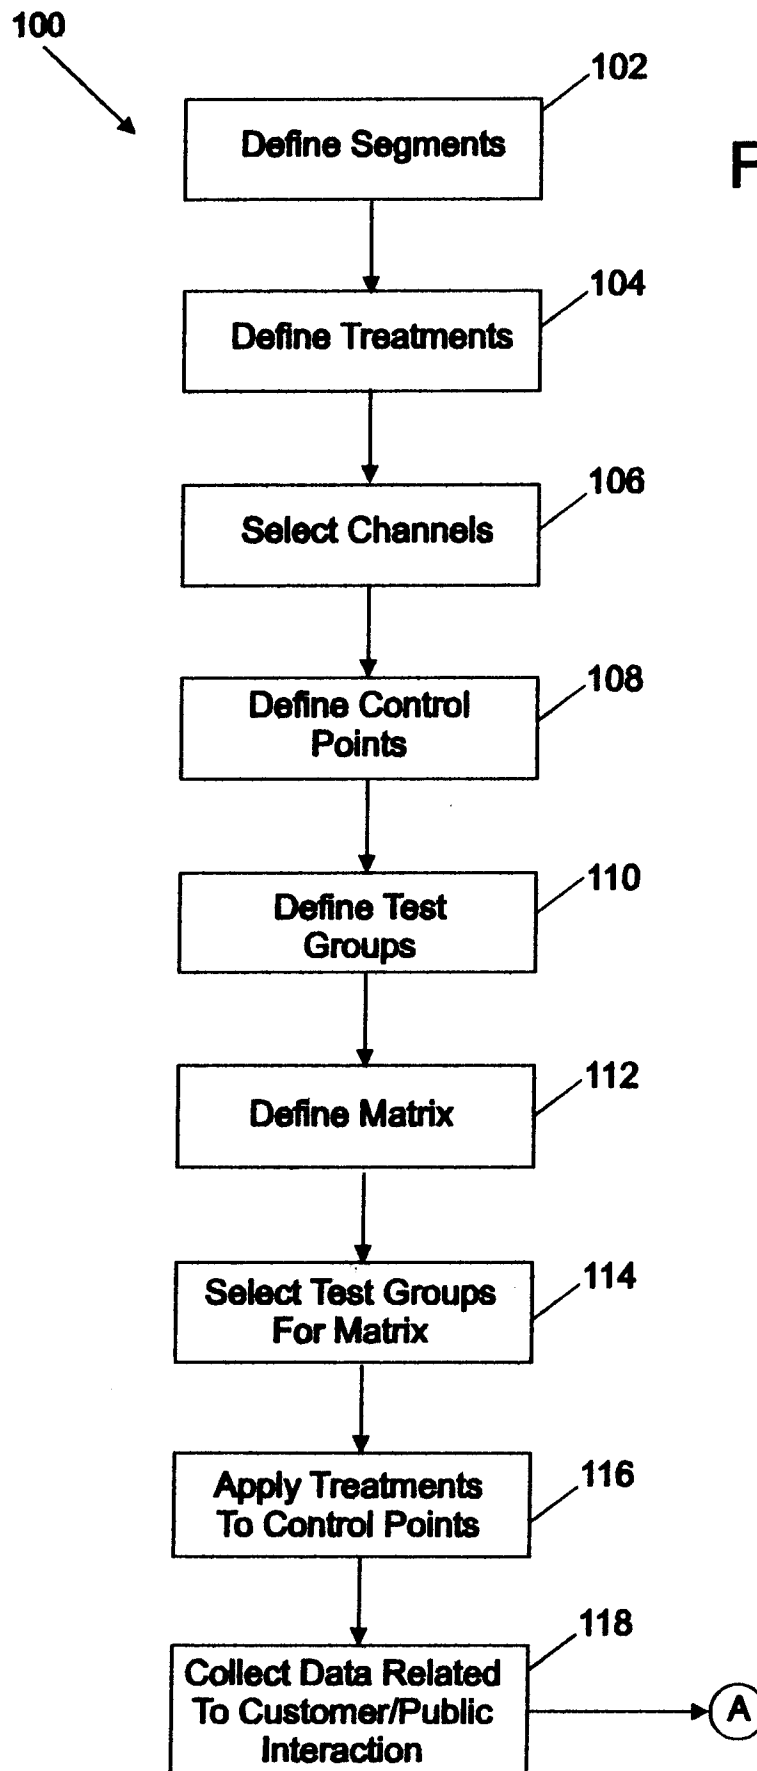 100
102
Define Segments
F
104
Define Treatments
106
Select Channels
108
Define Control
Points
110
Define Test
Groups
112
Define Matrix
114
Select Test Groups
For Matrix
116
Apply Treatments
To Control Points
118
Collect Data Related
To Customer/Public
Interaction
A